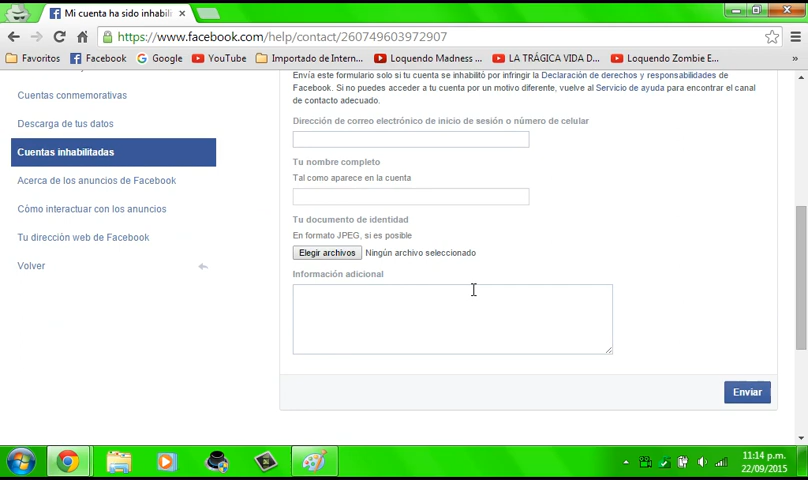 Mi cuenta ha sido inhabili
https://www.facebook.com/help/contact/260749603972907
Favoritos
Facebook
Google
YouTube
Importado de Intern...
Loquendo Madness ...
LA TRÁGICA VIDA D...
Loquendo Zombie E...
»
Cuentas conmemorativas
Descarga de tus datos
Cuentas inhabilitadas
Acerca de los anuncios de Facebook
Cómo interactuar con los anuncios
Tu dirección web de Facebook
Volver
Envía este formulario solo si tu cuenta se inhabilitó por infringir la Declaración de derechos y responsabilidades de
Facebook. Si no puedes acceder a tu cuenta por un motivo diferente, vuelve al Servicio de ayuda para encontrar el canal
de contacto adecuado.
Dirección de correo electrónico de inicio de sesión o número de celular
Tu nombre completo
Tal como aparece en la cuenta
Tu documento de identidad
En formato JPEG, si es posible
Elegir archivos Ningún archivo seleccionado
Información adicional
Enviar
11:14 p.m.
22/09/2015